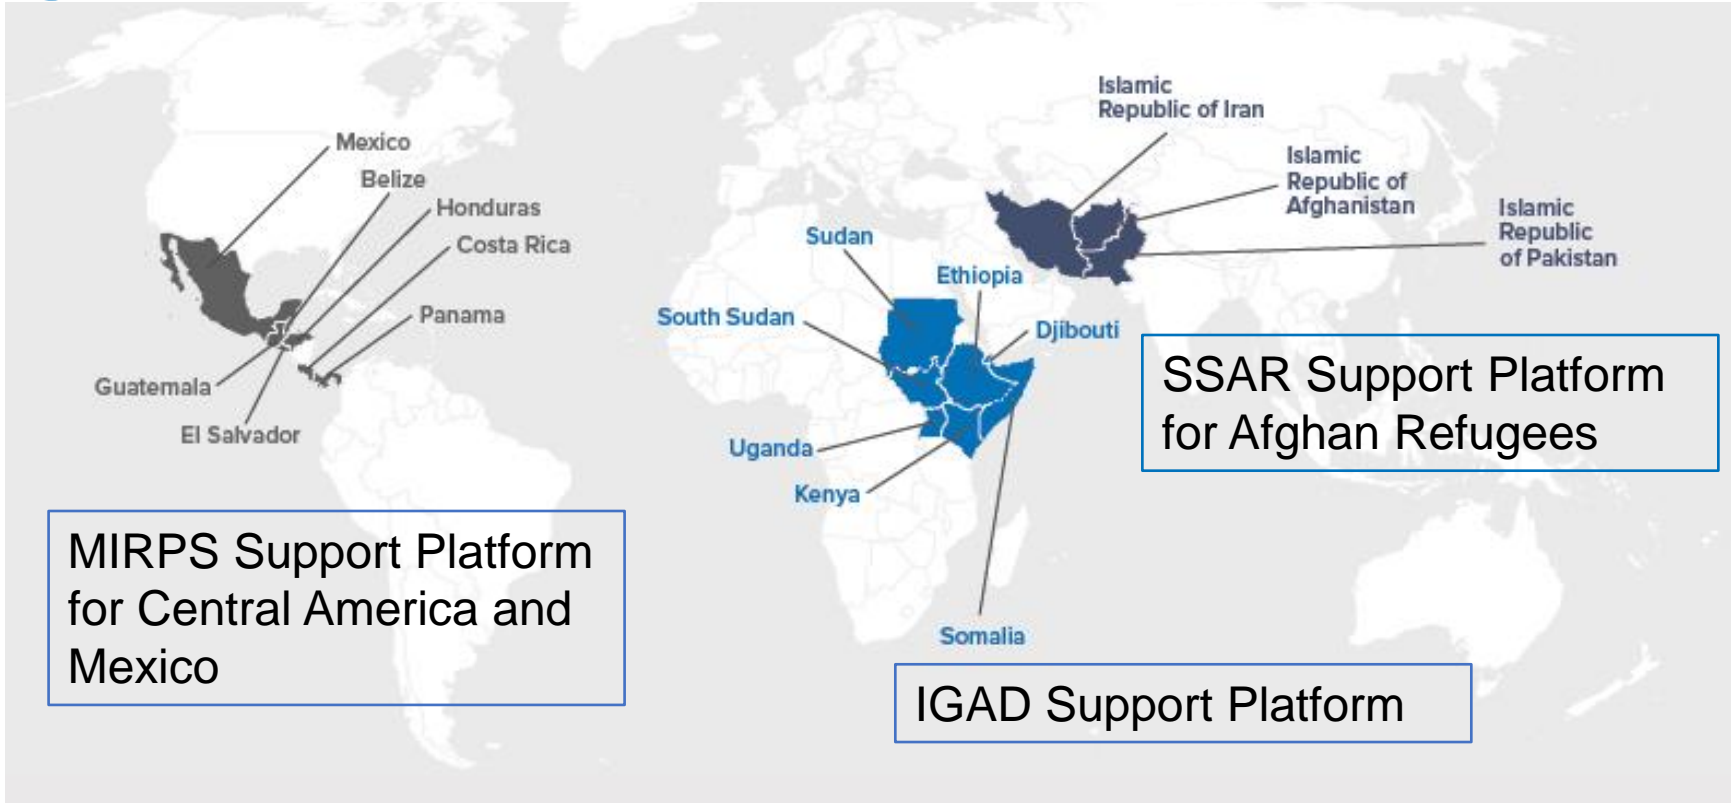 Mexico
Belize
Honduras
Costa Rica
Panama
Guatemala
El Salvador
MIRPS Support Platform
for Central America and
Mexico
Sudan
Ethiopia
South Sudan
Djibouti
Uganda
Kenya
Somalia
IGAD Support Platform
Islamic
Republic of Iran
Islamic
Republic of
Afghanistan
Islamic
Republic
of Pakistan
SSAR Support Platform
for Afghan Refugees